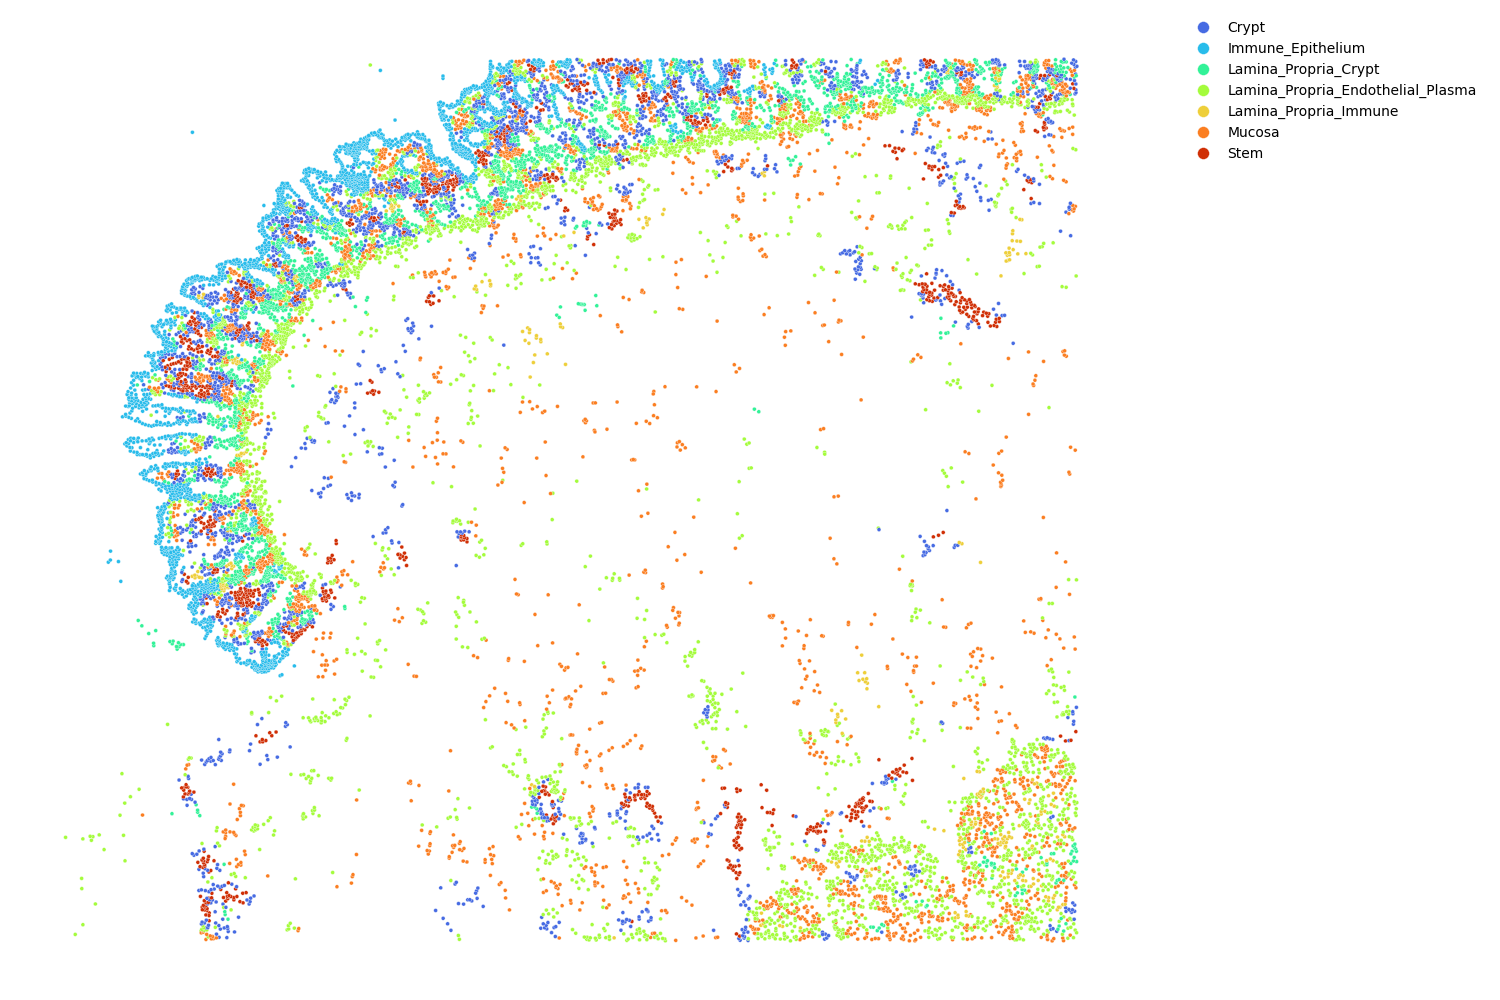 Crypt
Immune_Epithelium
Lamina_Propria_Crypt
Lamina_Propria_Endothelial_Plasma
Lamina_Propria_Immune
Mucosa
Stem